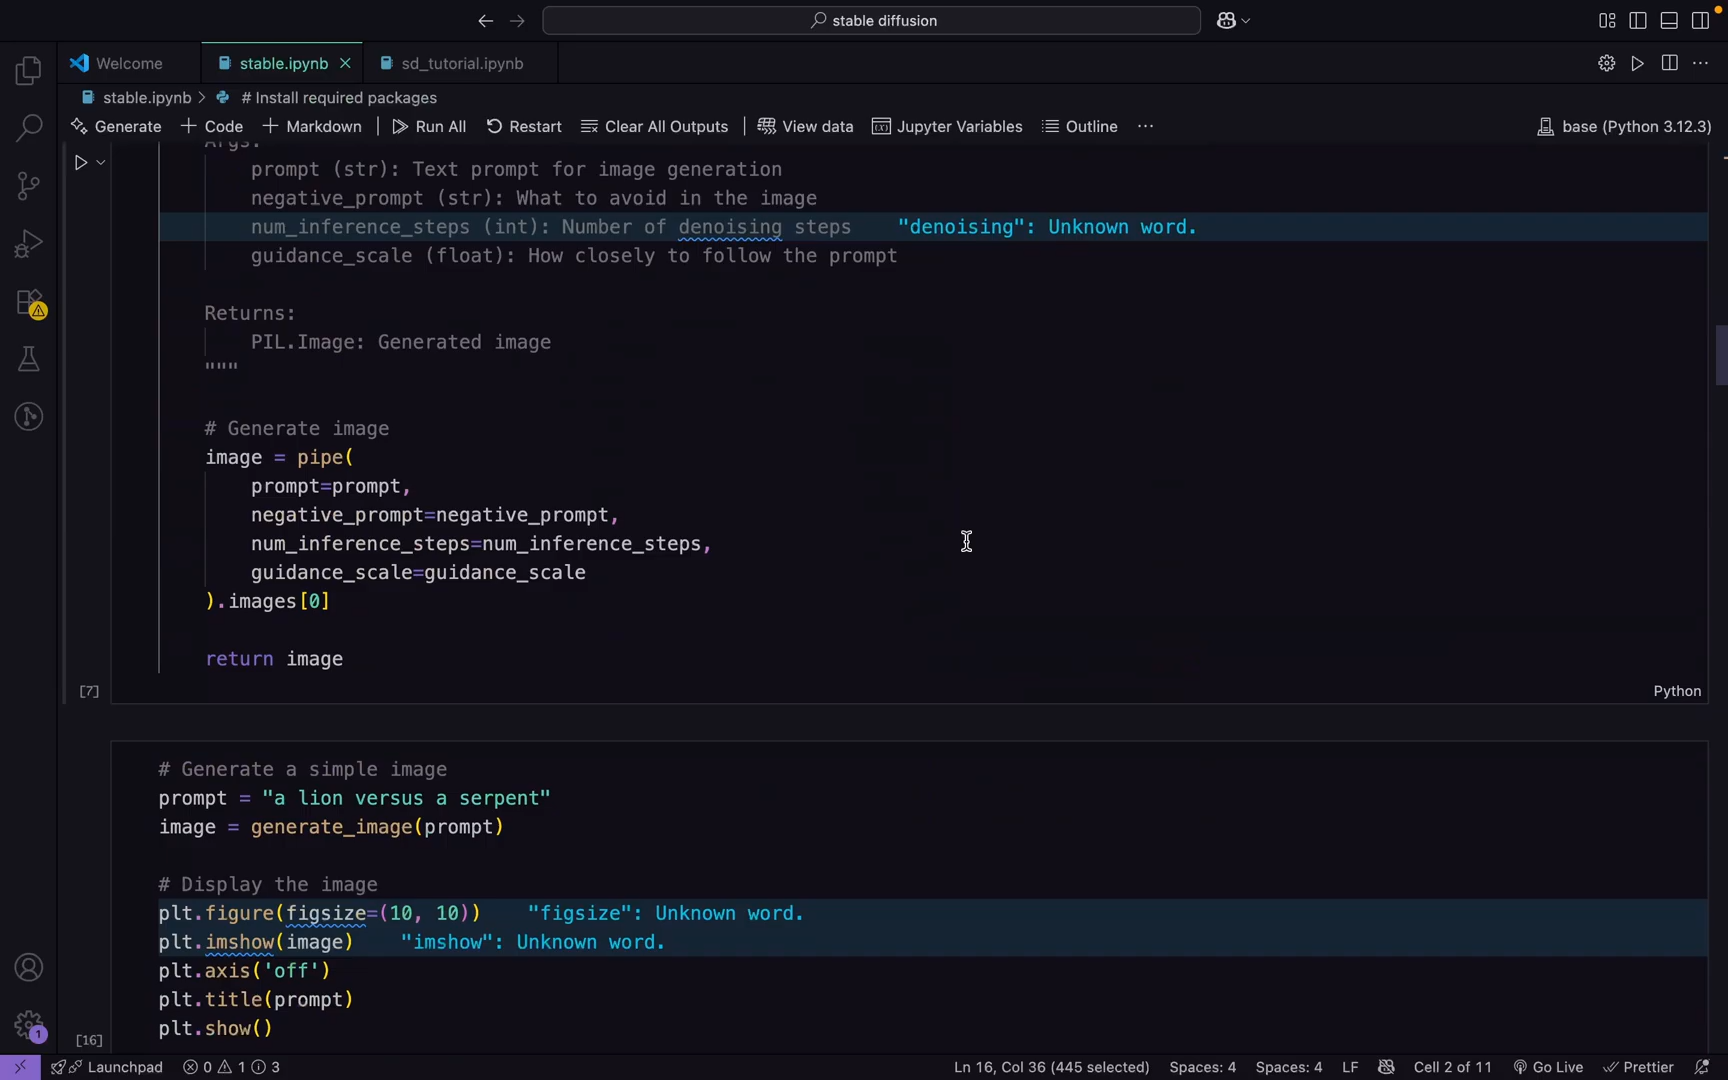 stable diffusion
Welcome
stable.ipynb
sd_tutorial.ipynb
stable.ipynb > # Install required packages
Generate + Code + Markdown Run All Restart Clear All Outputs View data Jupyter Variables Outline ... base (Python 3.12.3)
Args:
prompt (str): Text prompt for image generation
negative_prompt (str): What to avoid in the image
num_inference_steps (int): Number of denoising steps "denoising": Unknown word.
guidance_scale (float): How closely to follow the prompt
Returns:
PIL.Image: Generated image
"""
# Generate image
image = pipe(
prompt=prompt,
negative_prompt=negative_prompt,
num_inference_steps=num_inference_steps,
guidance_scale=guidance_scale
).images[0]
return image
[7]
Python
# Generate a simple image
prompt = "a lion versus a serpent"
image = generate_image(prompt)
# Display the image
plt.figure(figsize=(10, 10)) "figsize": Unknown word.
plt.imshow(image) "imshow": Unknown word.
plt.axis('off')
plt.title(prompt)
plt.show()
[16]
1
Launchpad 0 1 3 Ln 16, Col 36 (445 selected) Spaces: 4 Spaces: 4 LF Cell 2 of 11 Go Live Prettier